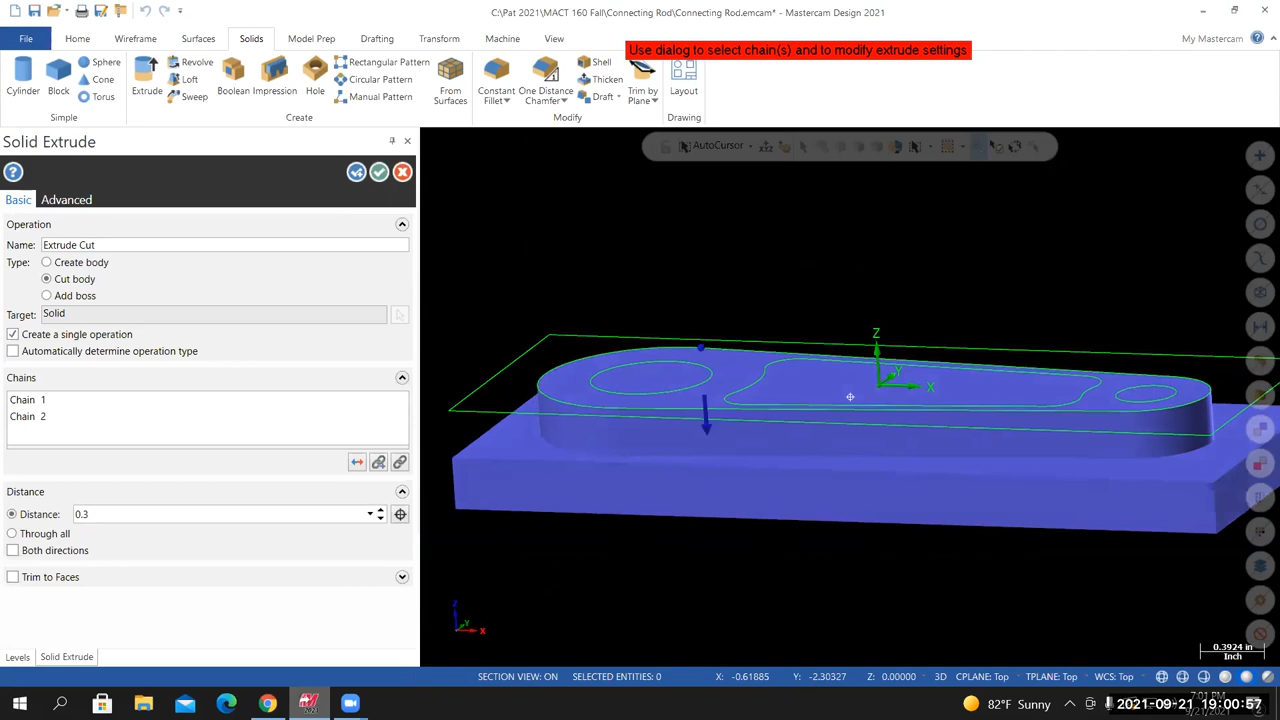 C:\Pat 2021\MACT 160 Fall\Connecting Rod\Connecting Rod.emcam* - Mastercam Design 2021
File Home Wireframe Surfaces Solids Model Prep Drafting Transform Machine View My Mastercam
Use dialog to select chain(s) and to modify extrude settings
Cylinder Block Sphere Cone Torus
Simple
Extrude Revolve Loft Sweep Boolean Impression Hole Rectangular Pattern Circular Pattern Manual Pattern From Surfaces
Create
Constant Fillet One Distance Chamfer Shell Thicken Draft Trim by Plane
Modify
Layout
Drawing
Solid Extrude
AutoCursor
Basic Advanced
Operation
Name: Extrude Cut
Type: Create body
Cut body
Add boss
Target: Solid
Create a single operation
Automatically determine operation type
Chains
Chain 1
Chain 2
Distance
Distance: 0.3
Through all
Both directions
Trim to Faces
Z
Y
X
Z
Y
X
0.3924 in
Inch
Levels Solid Extrude
SECTION VIEW: ON SELECTED ENTITIES: 0 X: -0.61885 Y: -2.30327 Z: 0.00000 3D CPLANE: Top TPLANE: Top WCS: Top
82°F Sunny
7:01 PM
2021-09-21 19:00:57
9/21/2021